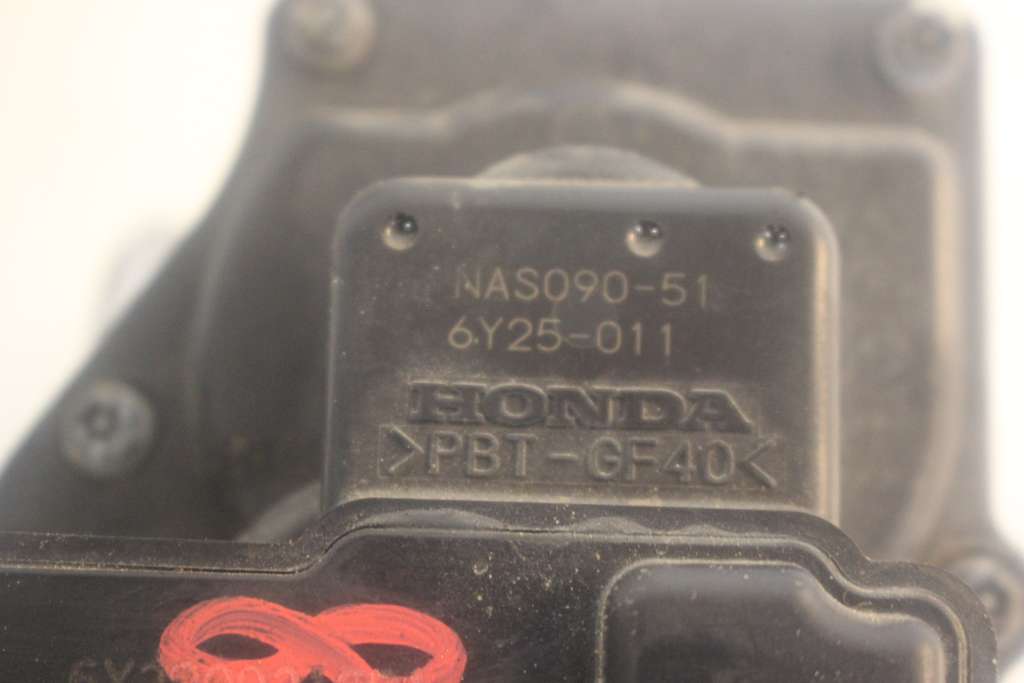 NAS090-51
6Y25-011
HONDA
>PBT-GF40<